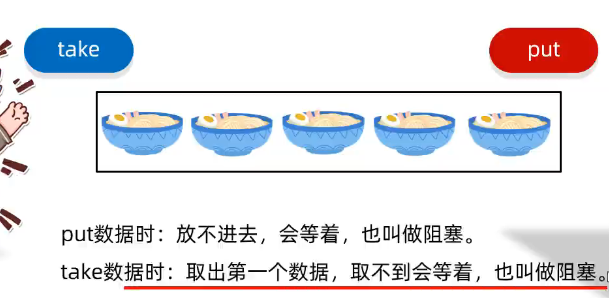 take
put
put数据时：放不进去，会等着，也叫做阻塞。
take数据时：取出第一个数据，取不到会等着，也叫做阻塞。